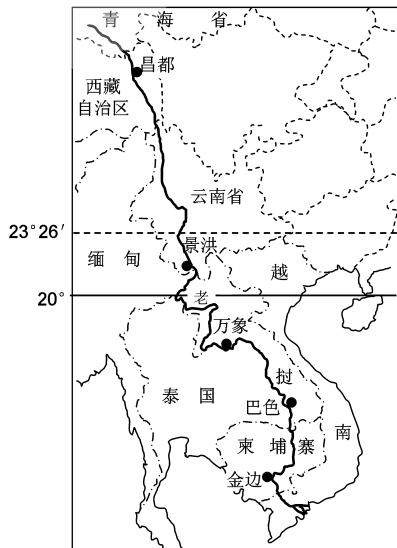 青海省
昌都
西藏
自治区
云南省
23°26′
景洪
缅甸
越
20°
老
万象
挝
泰国
巴色
柬埔寨
南
金边